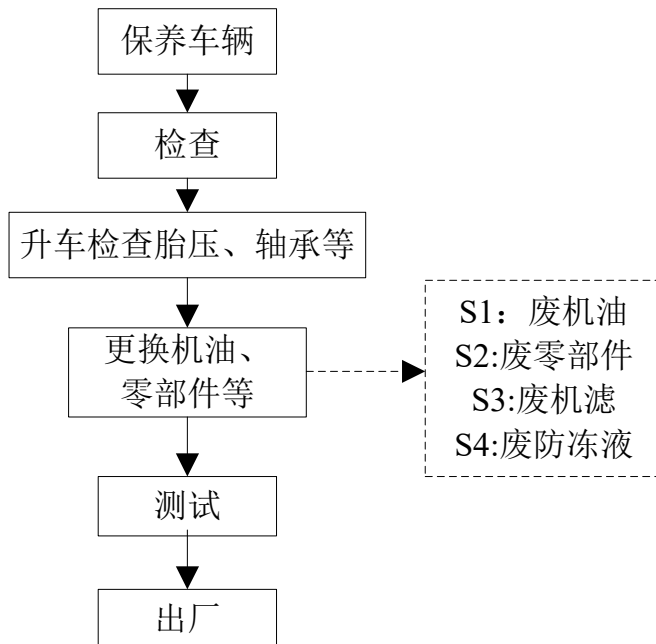 保养车辆
检查
升车检查胎压、轴承等
更换机油、
零部件等
S1：废机油
S2:废零部件
S3:废机滤
S4:废防冻液
测试
出厂